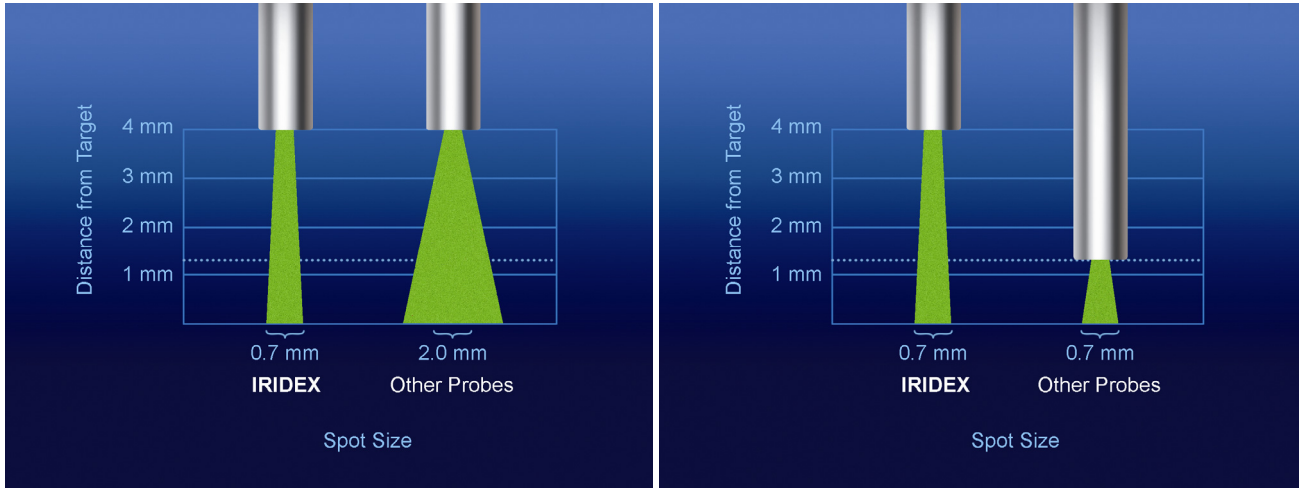 Distance from Target
4 mm
3 mm
2 mm
1 mm
0.7 mm
2.0 mm
IRIDEX
Other Probes
Spot Size
Distance from Target
4 mm
3 mm
2 mm
1 mm
0.7 mm
0.7 mm
IRIDEX
Other Probes
Spot Size